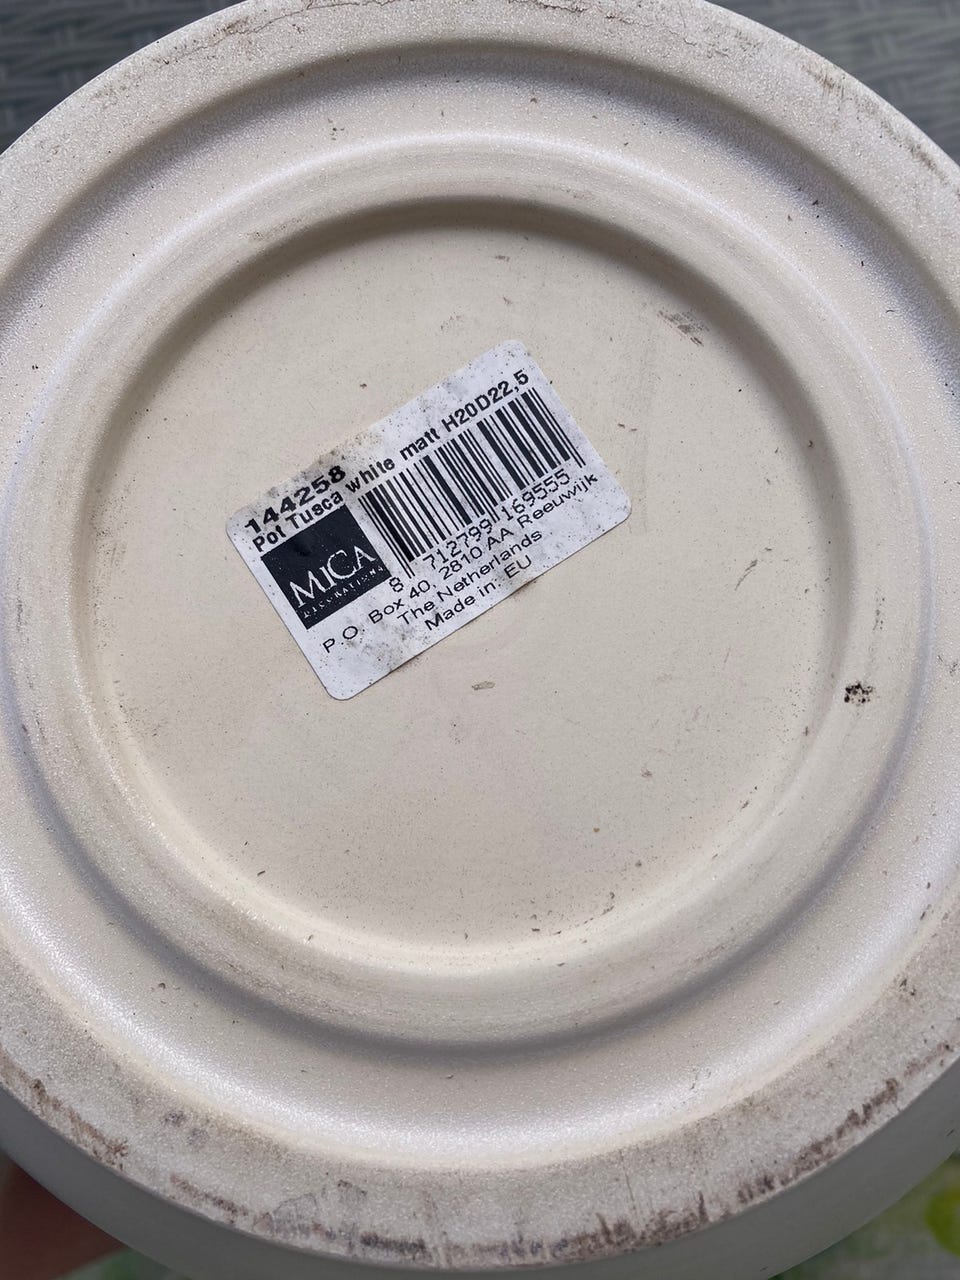 144258
Pot Tusca white matt H20D22,5
MiCA
DECORATIONS
8 712799 169555
P.O. Box 40, 2810 AA Reeuwijk
The Netherlands
Made in: EU